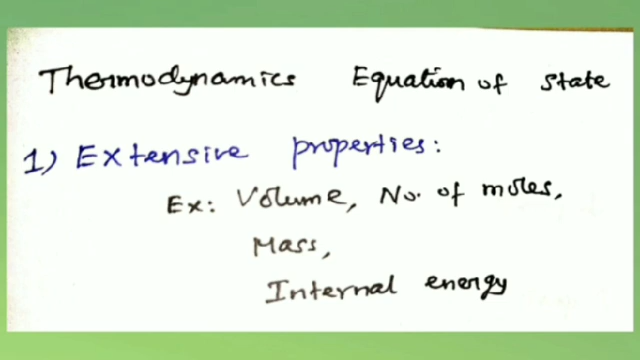 Thermodynamics Equation of state
1) Extensive properties:
Ex: Volume, No. of moles,
Mass,
Internal energy